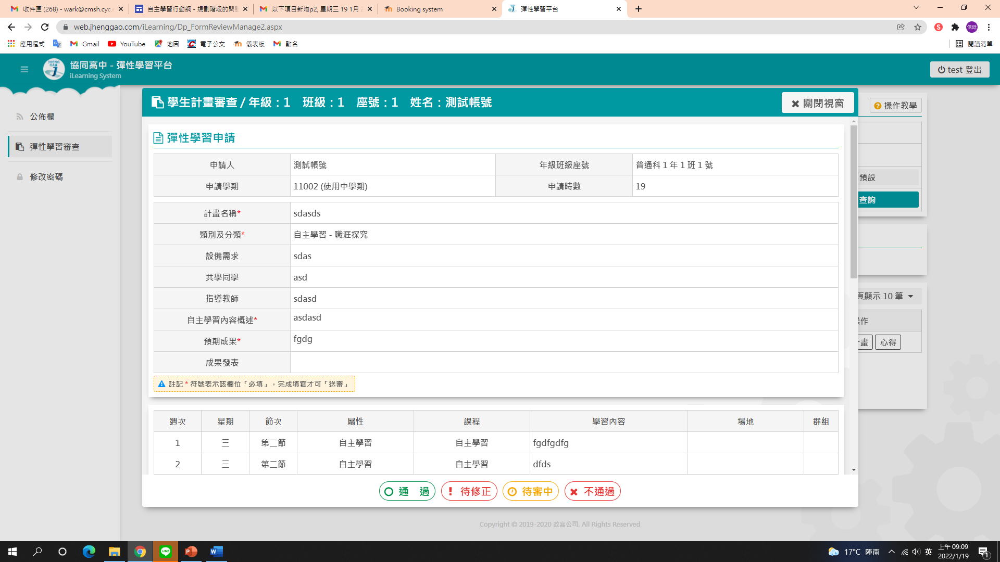 收件匣 (268) - wark@cmsh.cyc.
自主學習行動網 - 規劃階段的問
以下項目新增p2, 星期三 19 1月 2
Booking system
彈性學習平台
web.jhenggao.com/iLearning/Dp_FormReviewManage2.aspx
應用程式
Gmail
YouTube
地圖
電子公文
儀表板
點名
閱讀清單
協同高中 - 彈性學習平台
iLearning System
test 登出
公佈欄
彈性學習審查
修改密碼
學生計畫審查 / 年級：1 班級：1 座號：1 姓名：測試帳號
關閉視窗
操作教學
彈性學習申請
申請人 測試帳號 年級班級座號 普通科 1 年 1 班 1 號
申請學期 11002 (使用中學期) 申請時數 19
預設
查詢
計畫名稱* sdasds
類別及分類* 自主學習 - 職涯探究
設備需求 sdas
共學同學 asd
指導教師 sdasd
頁顯示 10 筆
自主學習內容概述* asdasd
操作
預期成果* fgdg
畫 心得
成果發表
註記 * 符號表示該欄位「必填」，完成填寫才可「送審」
週次 星期 節次 屬性 課程 學習內容 場地 群組
1 三 第二節 自主學習 自主學習 fgdfgdfg
2 三 第二節 自主學習 自主學習 dfds
通 過 待修正 待審中 不通過
Copyright © 2019-2020 政高公司. All Rights Reserved
17°C 陣雨
英
上午 09:09
2022/1/19
1